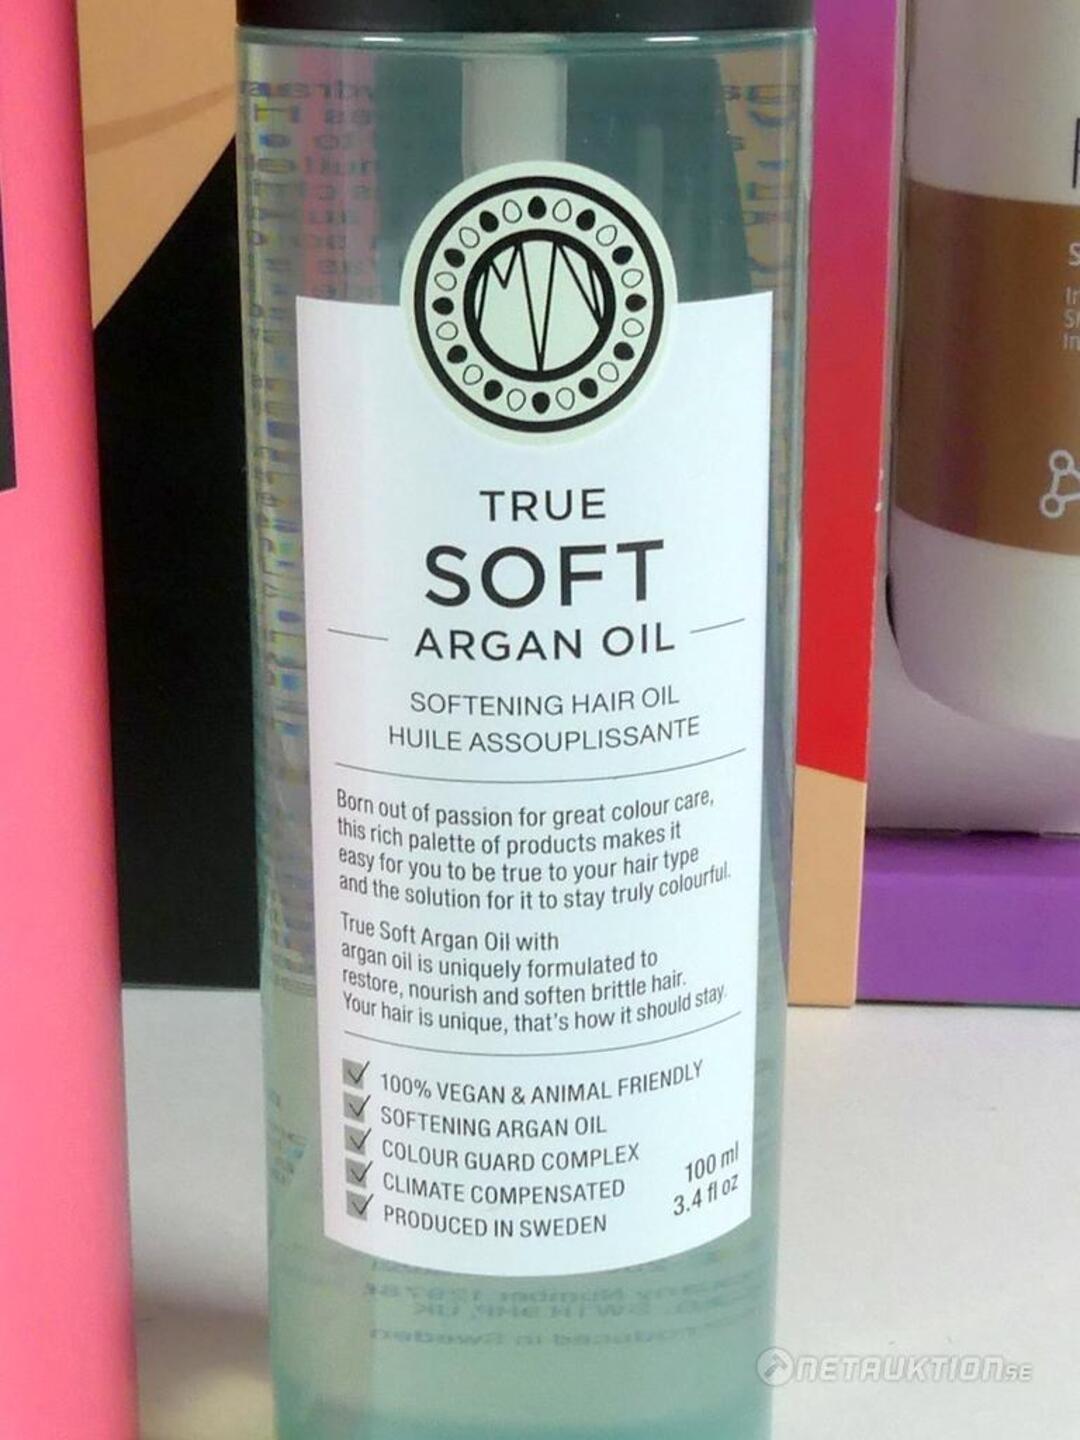 TRUE
SOFT
ARGAN OIL
SOFTENING HAIR OIL
HUILE ASSOUPLISSANTE
Born out of passion for great colour care,
this rich palette of products makes it
easy for you to be true to your hair type
and the solution for it to stay truly colourful.
True Soft Argan Oil with
argan oil is uniquely formulated to
restore, nourish and soften brittle hair.
Your hair is unique, that's how it should stay.
100% VEGAN & ANIMAL FRIENDLY
SOFTENING ARGAN OIL
COLOUR GUARD COMPLEX
CLIMATE COMPENSATED
PRODUCED IN SWEDEN
100 ml
3.4 fl oz
NETAUKTION.SE